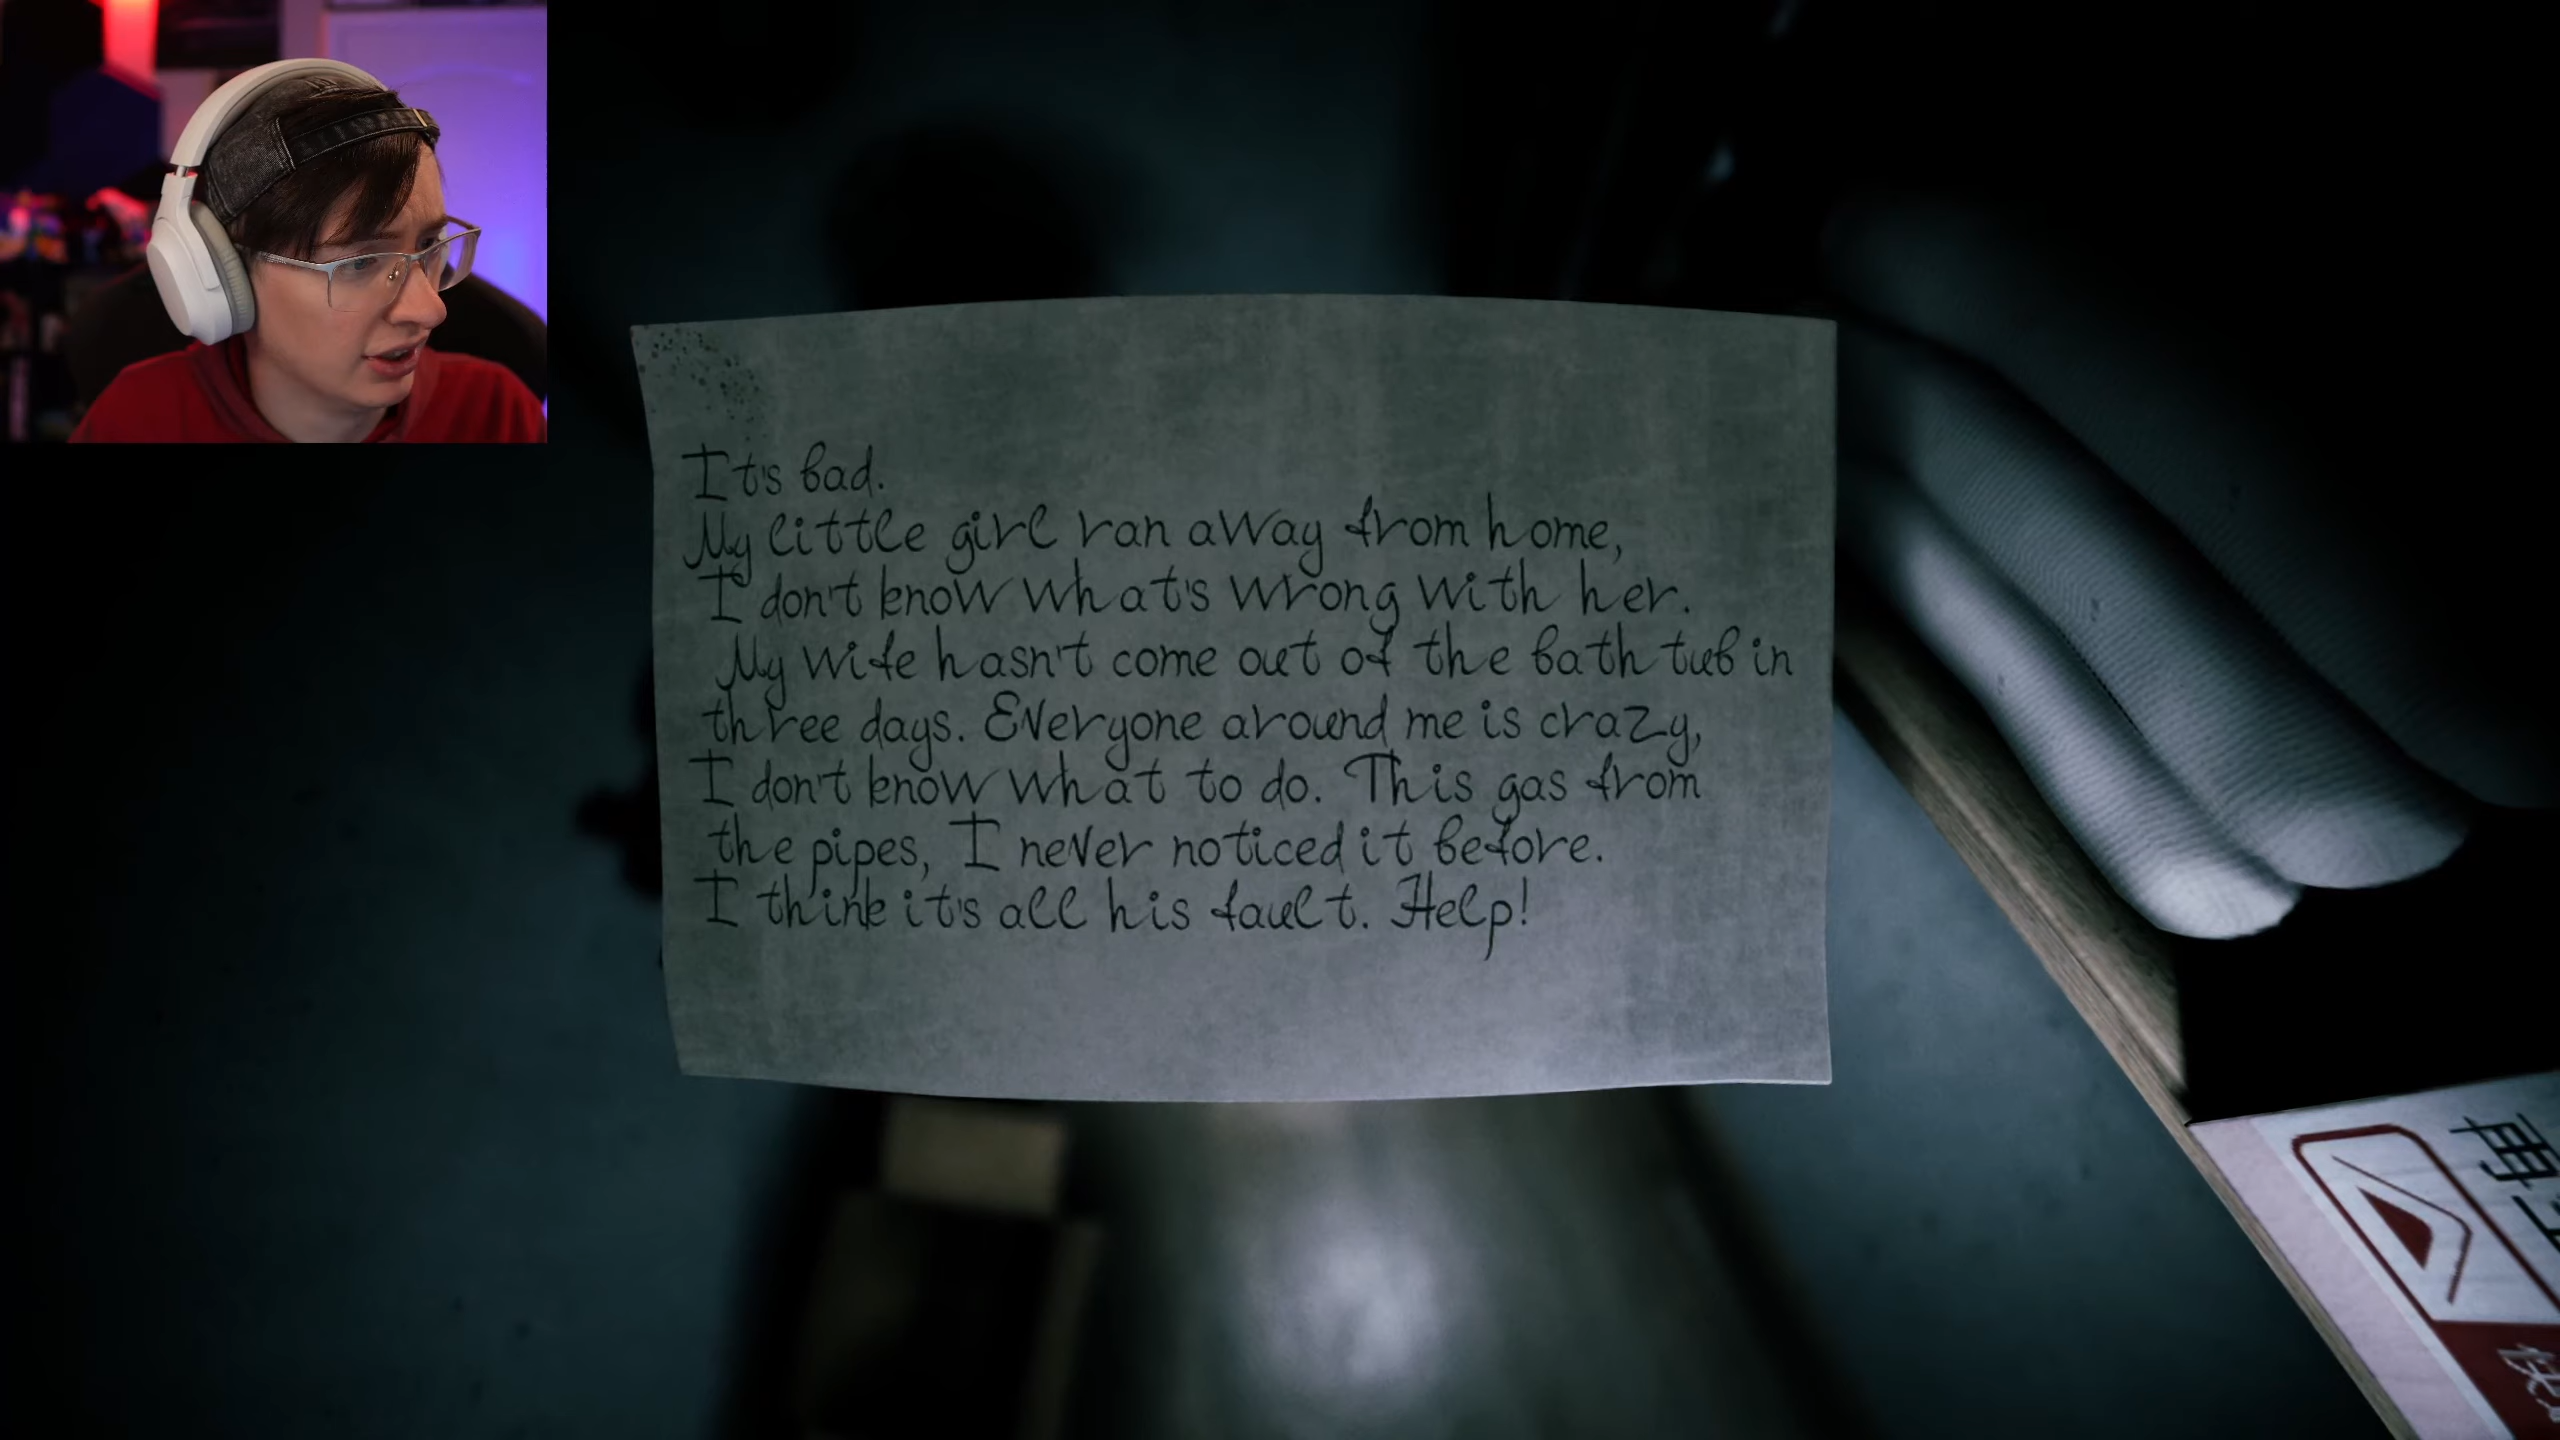 It's bad.
My little girl ran away from home,
I don't know what's wrong with her.
My wife hasn't come out of the bath tub in
three days. Everyone around me is crazy,
I don't know what to do. This gas from
the pipes, I never noticed it before.
I think it's all his fault. Help!
再